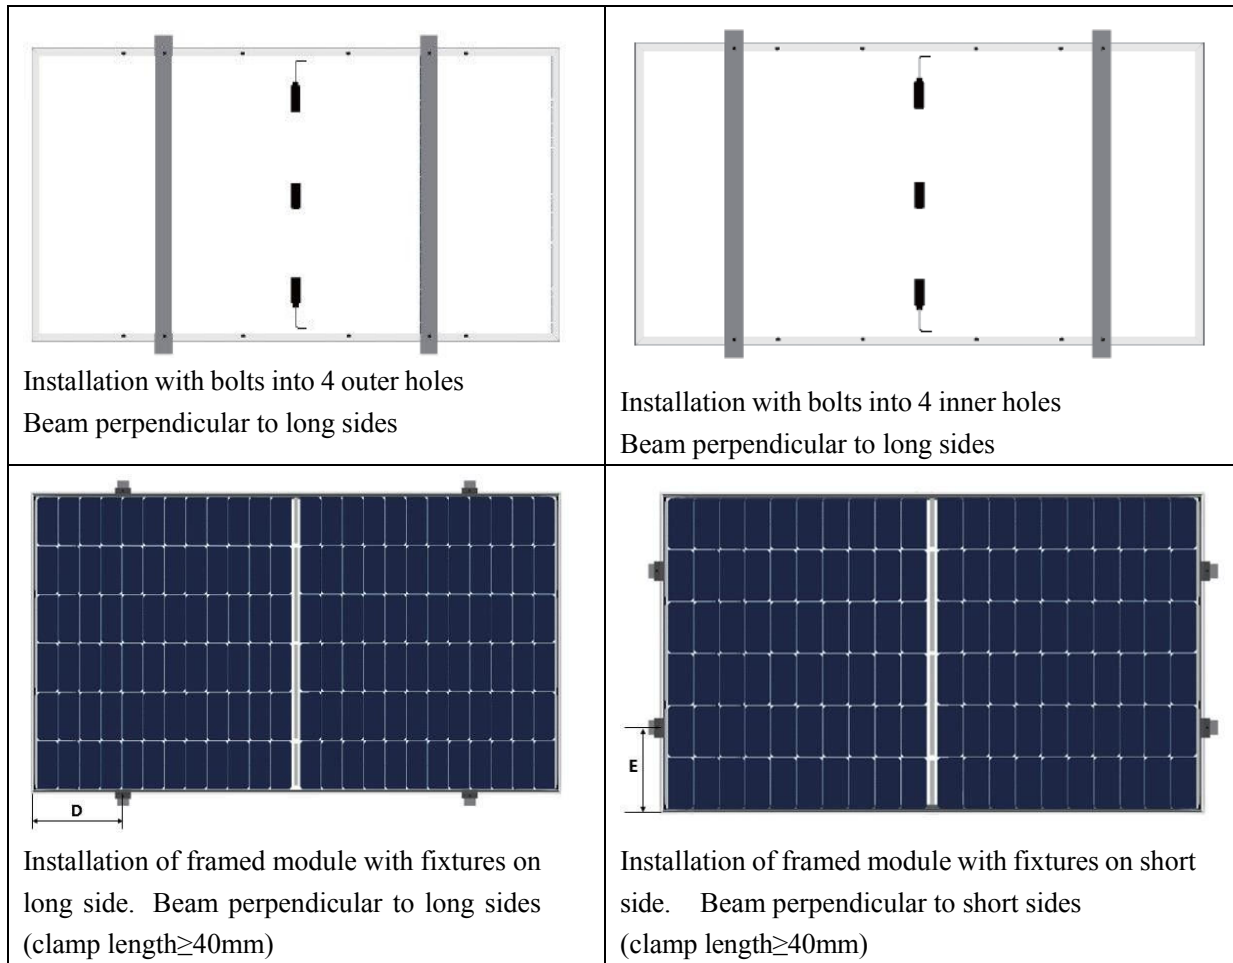 Installation with bolts into 4 outer holes
Beam perpendicular to long sides
Installation with bolts into 4 inner holes
Beam perpendicular to long sides
D
Installation of framed module with fixtures on
long side. Beam perpendicular to long sides
(clamp length≥40mm)
E
Installation of framed module with fixtures on short
side. Beam perpendicular to short sides
(clamp length≥40mm)